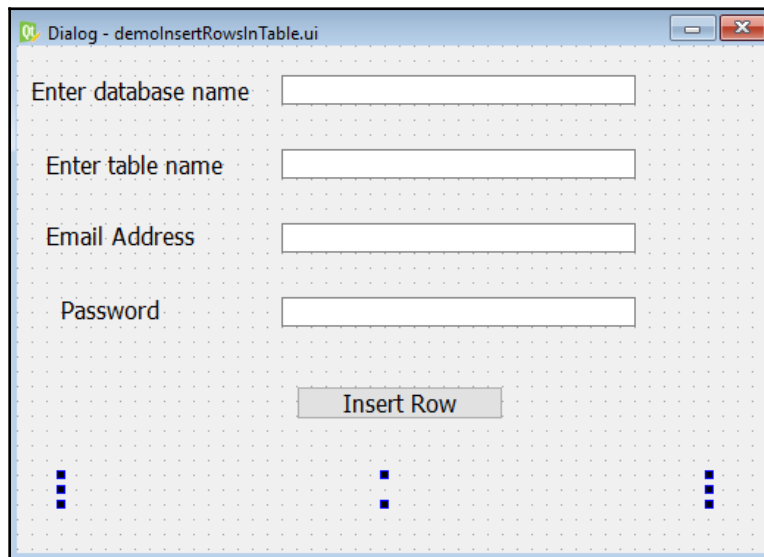 Dialog - demoInsertRowsInTable.ui
Enter database name
Enter table name
Email Address
Password
Insert Row